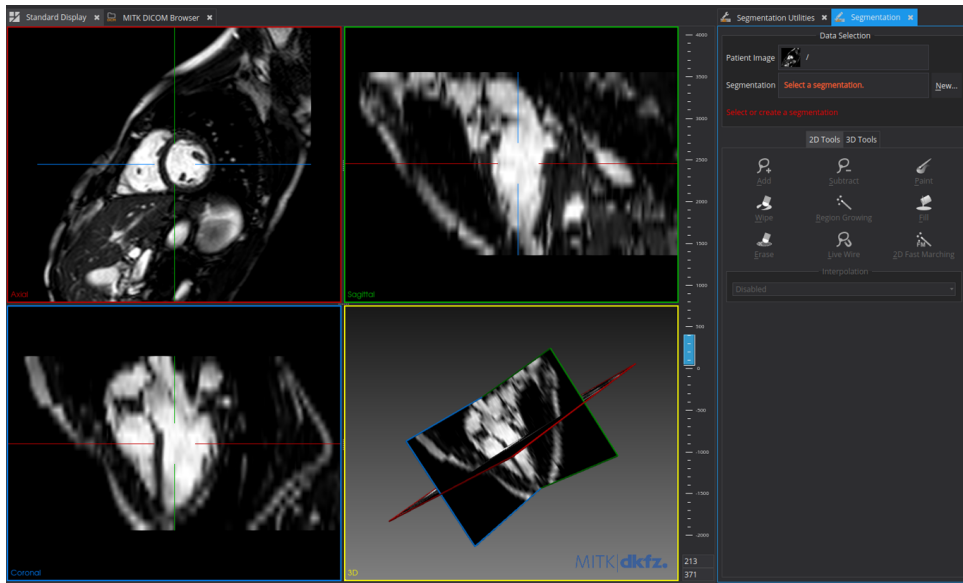 Standard Display
MITK DICOM Browser
Axial
Sagittal
Coronal
3D
MITK dkfz.
4000
3500
3000
2500
2000
1500
1000
500
0
-500
-1000
-1500
-2000
213
371
Segmentation Utilities
Segmentation
Data Selection
Patient Image /
Segmentation Select a segmentation. New...
Select or create a segmentation
2D Tools 3D Tools
Add Subtract Paint
Wipe Region Growing Fill
Erase Live Wire 2D Fast Marching
Interpolation
Disabled